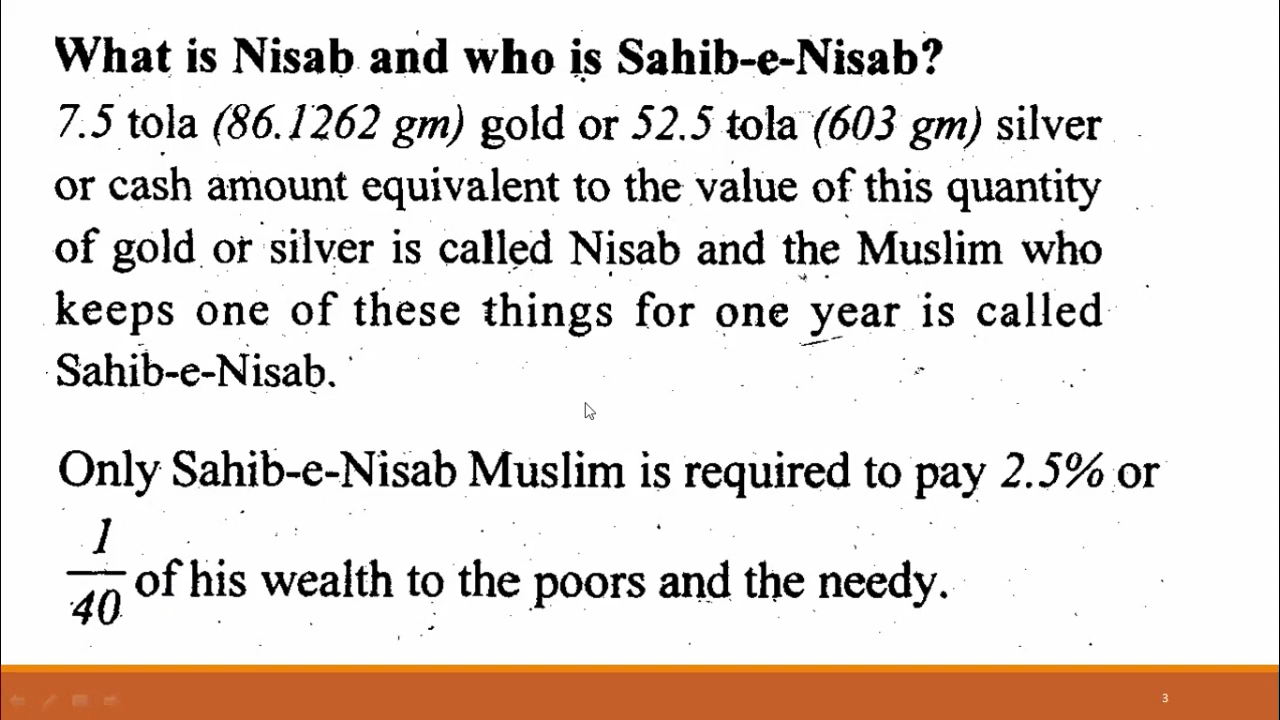 What is Nisab and who is Sahib-e-Nisab?
7.5 tola (86.1262 gm) gold or 52.5 tola (603 gm) silver
or cash amount equivalent to the value of this quantity
of gold or silver is called Nisab and the Muslim who
keeps one of these things for one year is called
Sahib-e-Nisab.
Only Sahib-e-Nisab Muslim is required to pay 2.5% or
1/40 of his wealth to the poors and the needy.
3